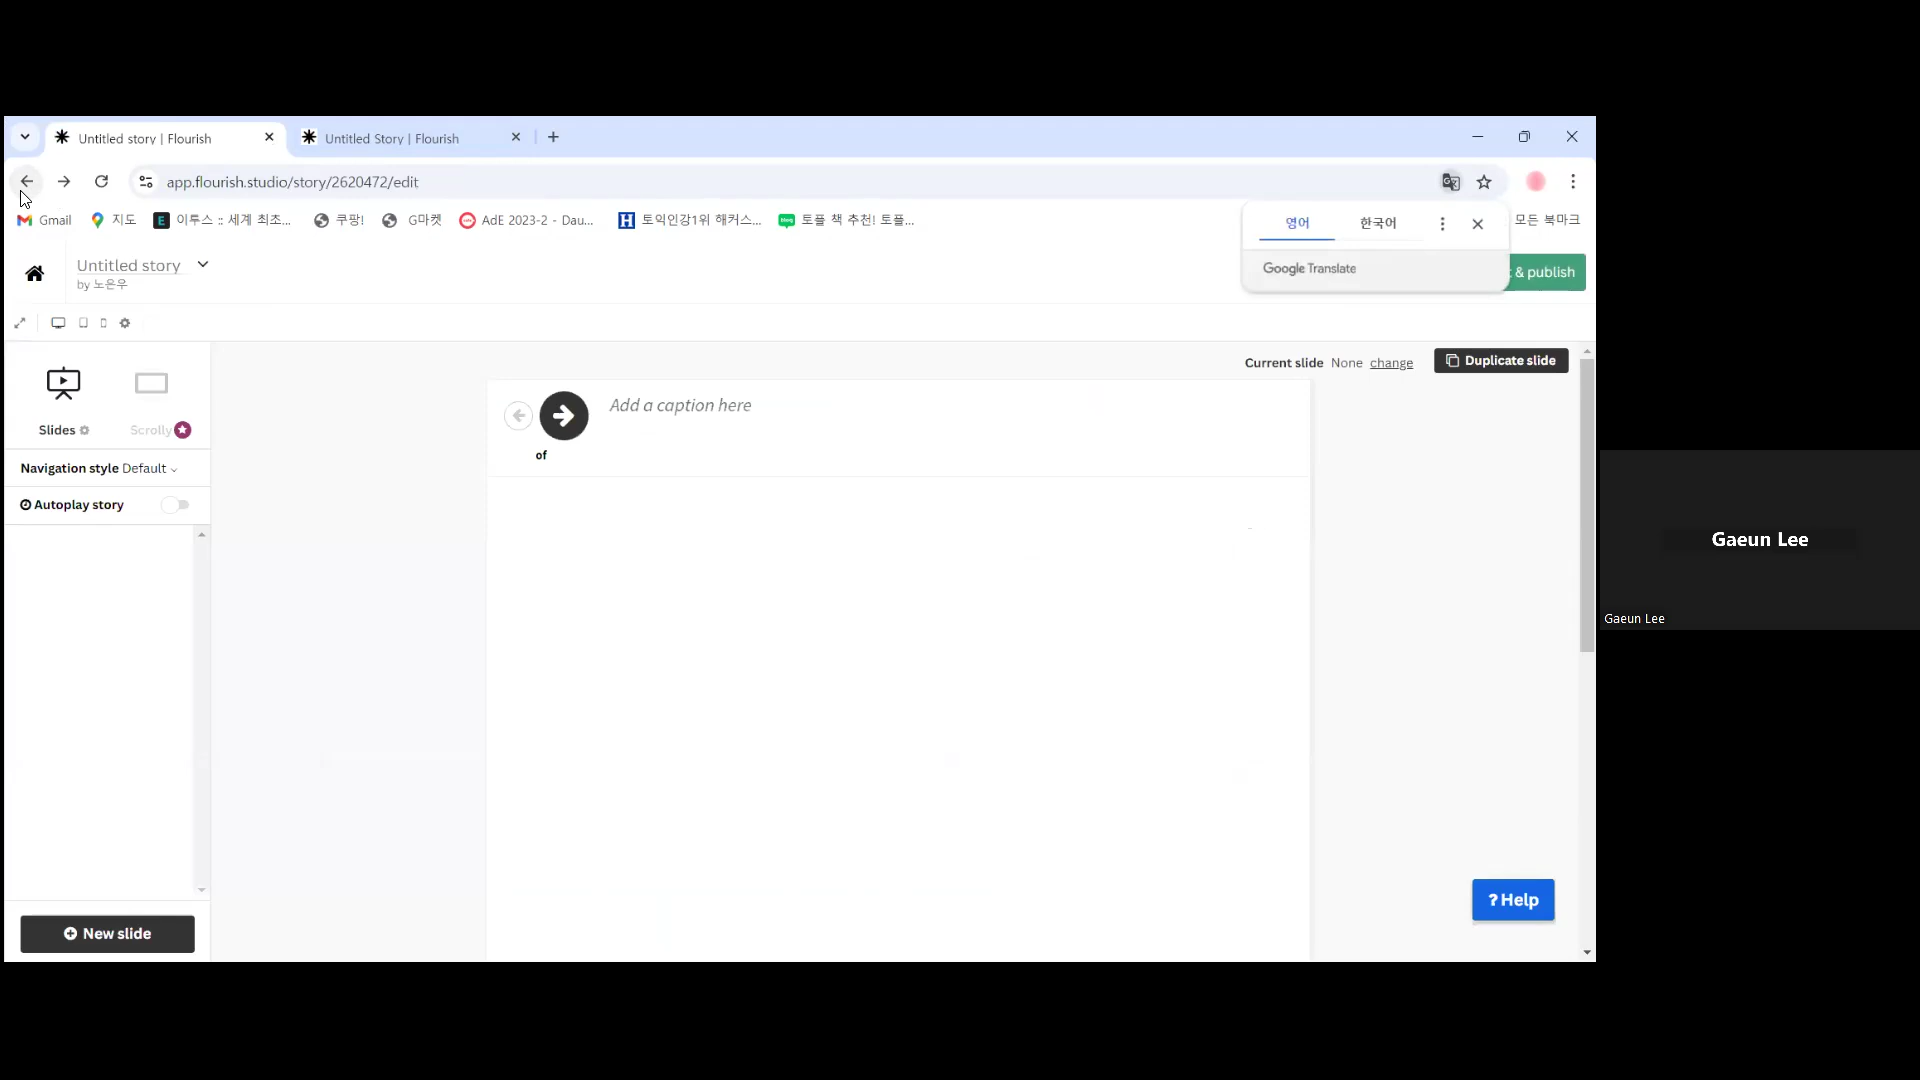 Untitled story | Flourish
Untitled Story | Flourish
app.flourish.studio/story/2620472/edit
Gmail 지도 이투스 :: 세계 최초... 쿠팡! G마켓 AdE 2023-2 - Dau... 토익인강1위 해커스... 토플 책 추천! 토플... 모든 북마크
영어 한국어
Google Translate
Untitled story
by 노은우
& publish
Current slide None change
Duplicate slide
Slides
Scrolly
Add a caption here
of
Navigation style Default
Autoplay story
New slide
? Help
Gaeun Lee
Gaeun Lee